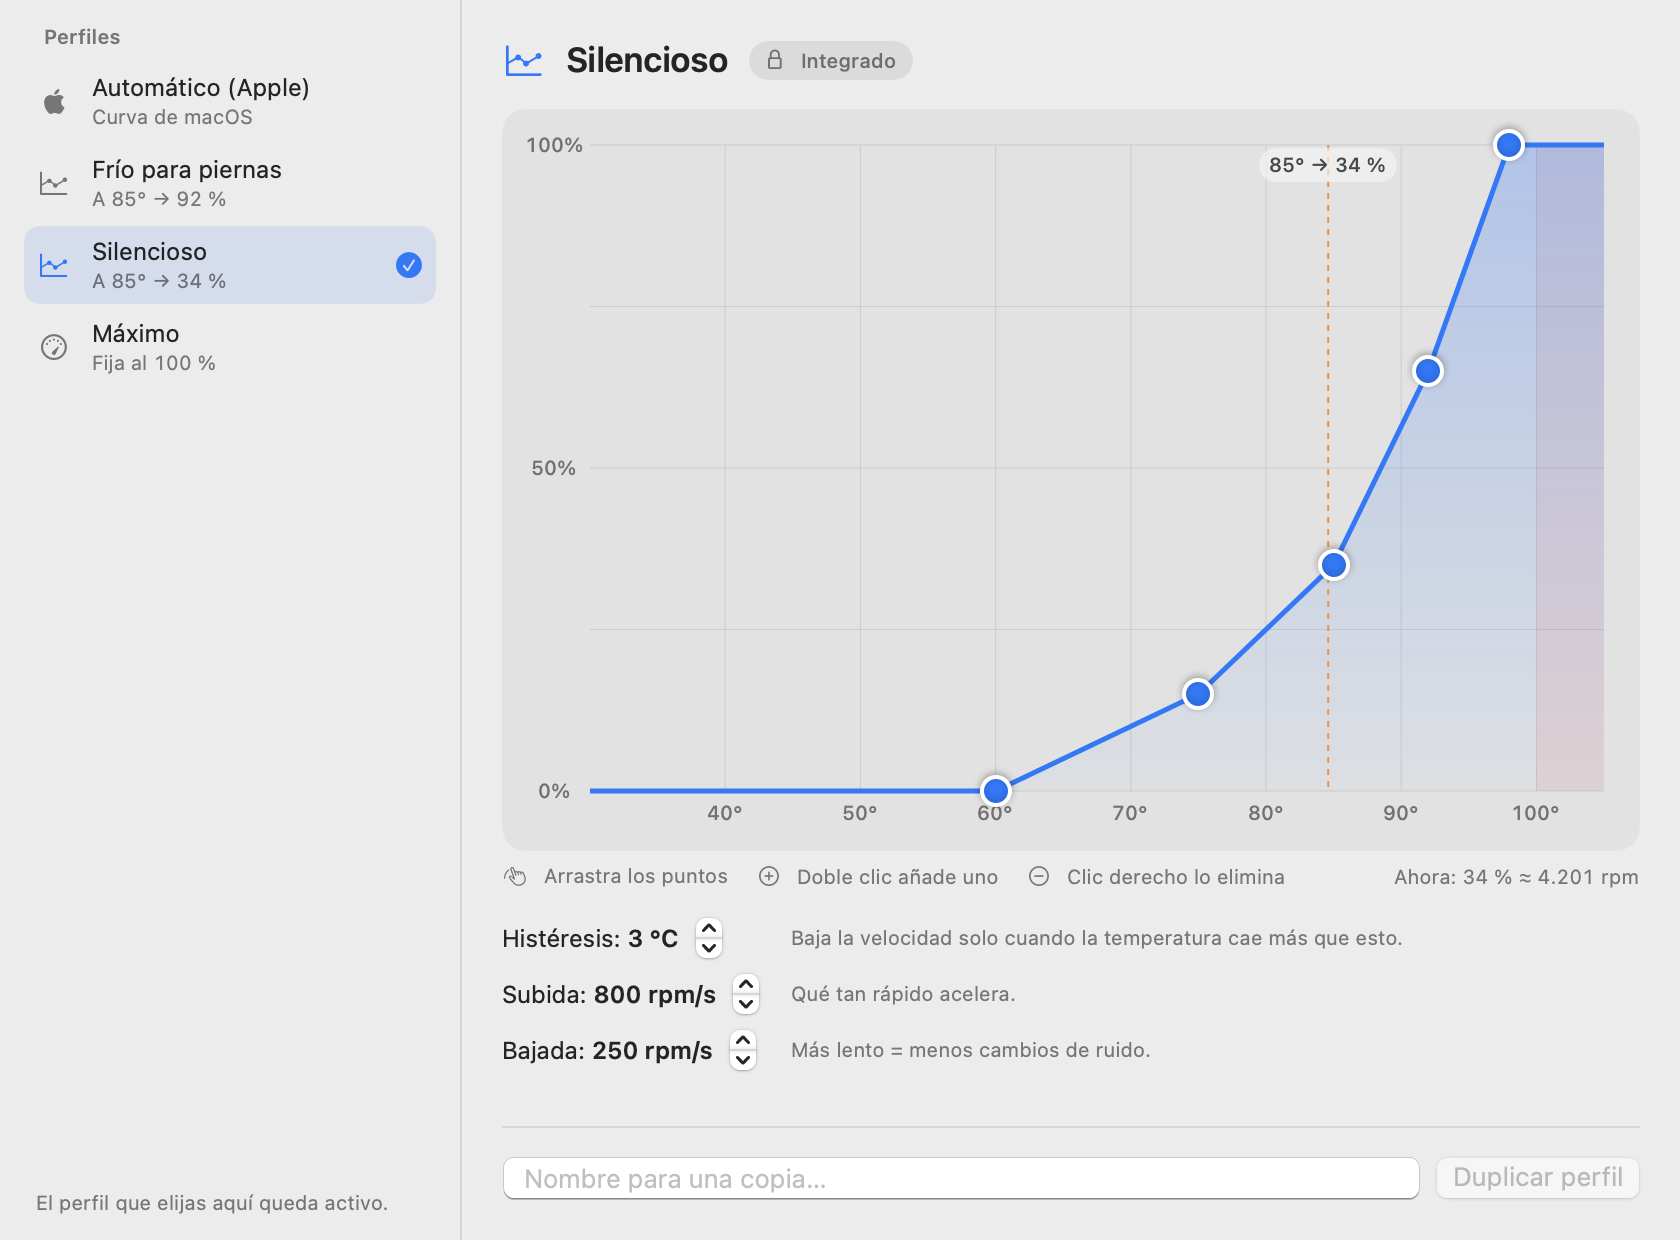 Perfiles
Automático (Apple)
Curva de macOS
Frío para piernas
A 85° → 92 %
Silencioso
A 85° → 34 %
Máximo
Fija al 100 %
El perfil que elijas aquí queda activo.
Silencioso
Integrado
100%
85° → 34 %
50%
0%
40° 50° 60° 70° 80° 90° 100°
Arrastra los puntos Doble clic añade uno Clic derecho lo elimina Ahora: 34 % ≈ 4.201 rpm
Histéresis: 3 °C Baja la velocidad solo cuando la temperatura cae más que esto.
Subida: 800 rpm/s Qué tan rápido acelera.
Bajada: 250 rpm/s Más lento = menos cambios de ruido.
Nombre para una copia... Duplicar perfil